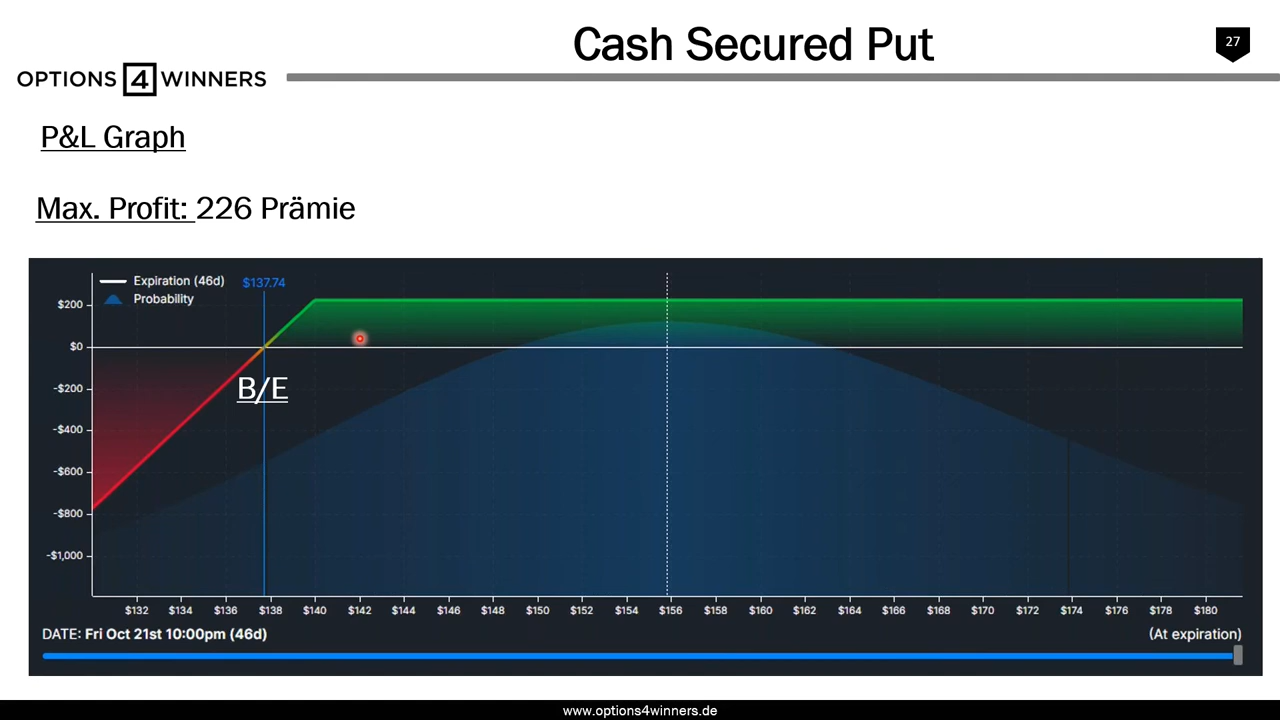 Cash Secured Put
27
OPTIONS 4 WINNERS
P&L Graph
Max. Profit: 226 Prämie
Expiration (46d)
$137.74
Probability
$200
$0
B/E
-$200
-$400
-$600
-$800
-$1,000
$132 $134 $136 $138 $140 $142 $144 $146 $148 $150 $152 $154 $156 $158 $160 $162 $164 $166 $168 $170 $172 $174 $176 $178 $180
DATE: Fri Oct 21st 10:00pm (46d)
(At expiration)
www.options4winners.de